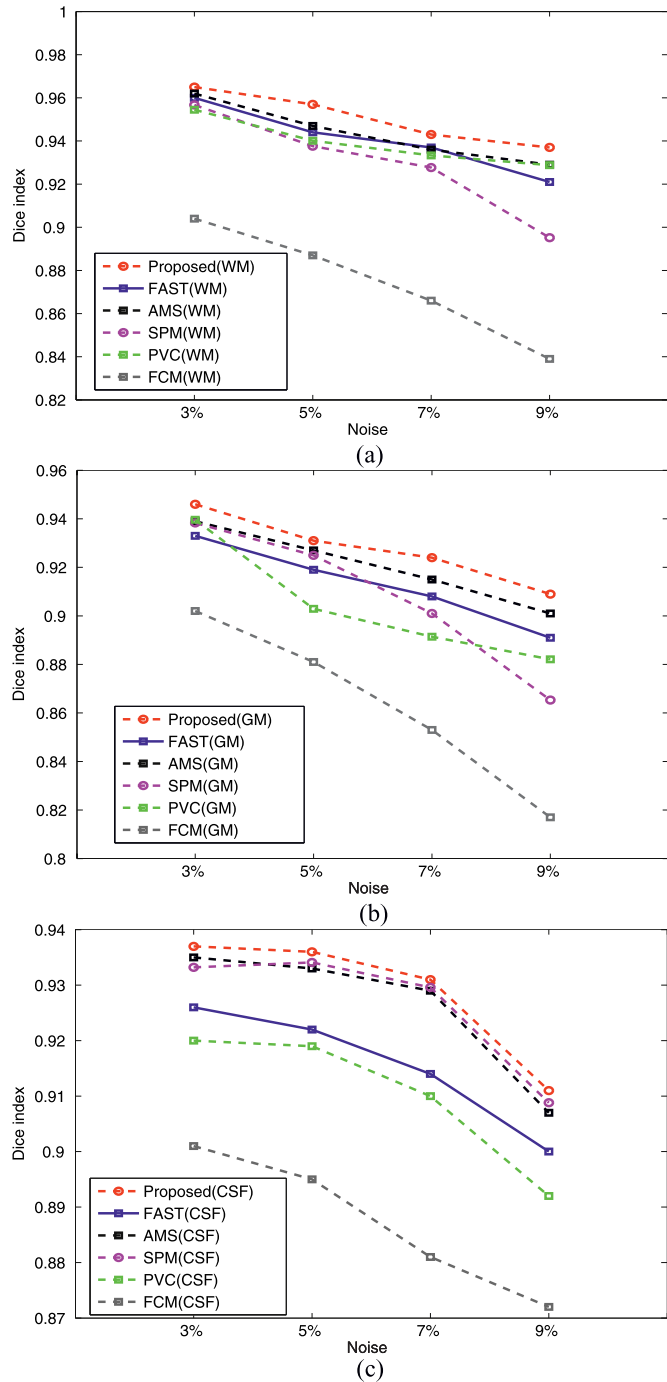 1
0.98
0.96
0.94
0.92
0.9
0.88
0.86
0.84
0.82
Dice index
Proposed(WM)
FAST(WM)
AMS(WM)
SPM(WM)
PVC(WM)
FCM(WM)
3% 5% 7% 9%
Noise
(a)
0.96
0.94
0.92
0.9
0.88
0.86
0.84
0.82
0.8
Dice index
Proposed(GM)
FAST(GM)
AMS(GM)
SPM(GM)
PVC(GM)
FCM(GM)
3% 5% 7% 9%
Noise
(b)
0.94
0.93
0.92
0.91
0.9
0.89
0.88
0.87
Dice index
Proposed(CSF)
FAST(CSF)
AMS(CSF)
SPM(CSF)
PVC(CSF)
FCM(CSF)
3% 5% 7% 9%
Noise
(c)